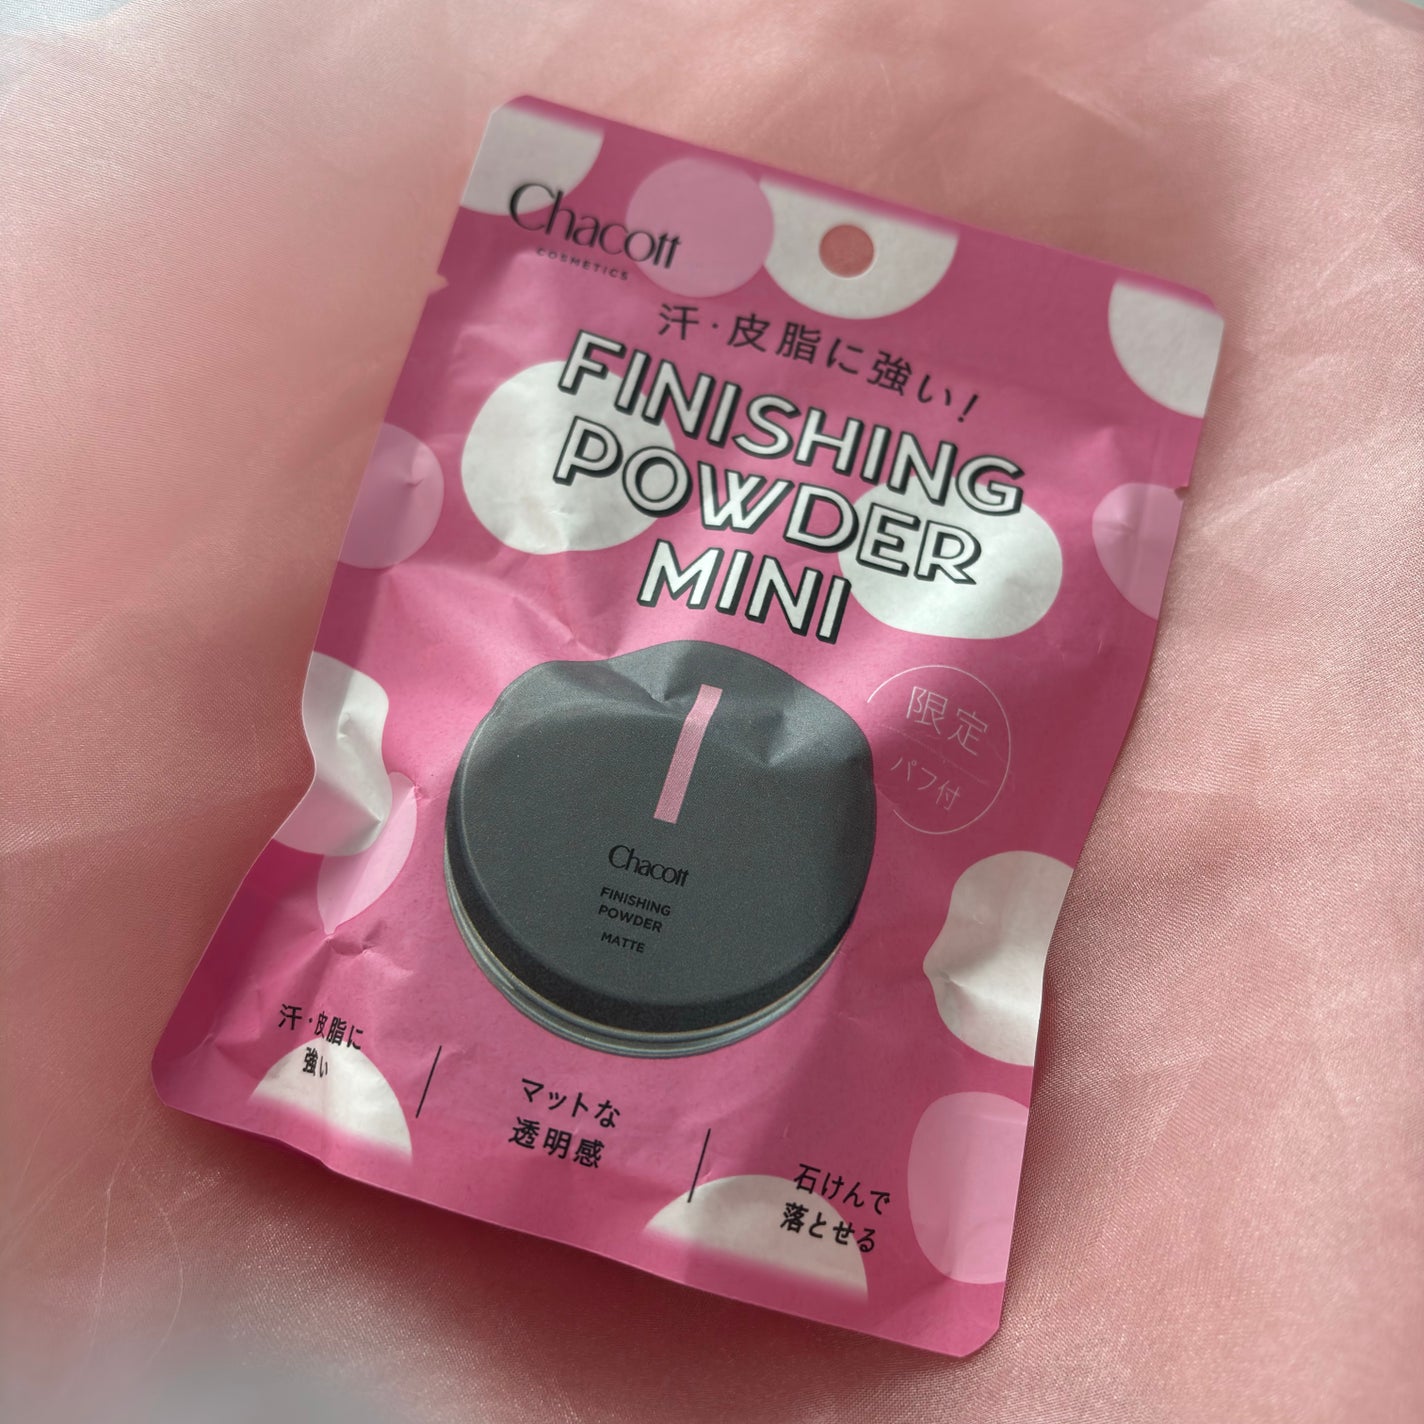 Chacott
COSMETICS
汗・皮脂に強い!
FINISHING
POWDER
MINI
限定
パフ付
Chacott
FINISHING
POWDER
MATTE
汗・皮脂に
強い
マットな
透明感
石けんで
落とせる